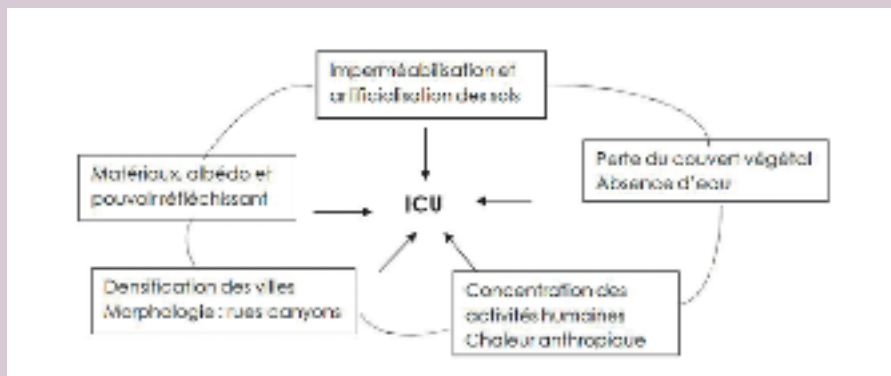 Imperméabilisation et
artificialisation des sols
Matériaux, albédo et
pouvoir réfléchissant
Perte du couvert végétal
Absence d'eau
ICU
Densification des villes
Morphologie : rues canyons
Concentration des
activités humaines
Chaleur anthropique